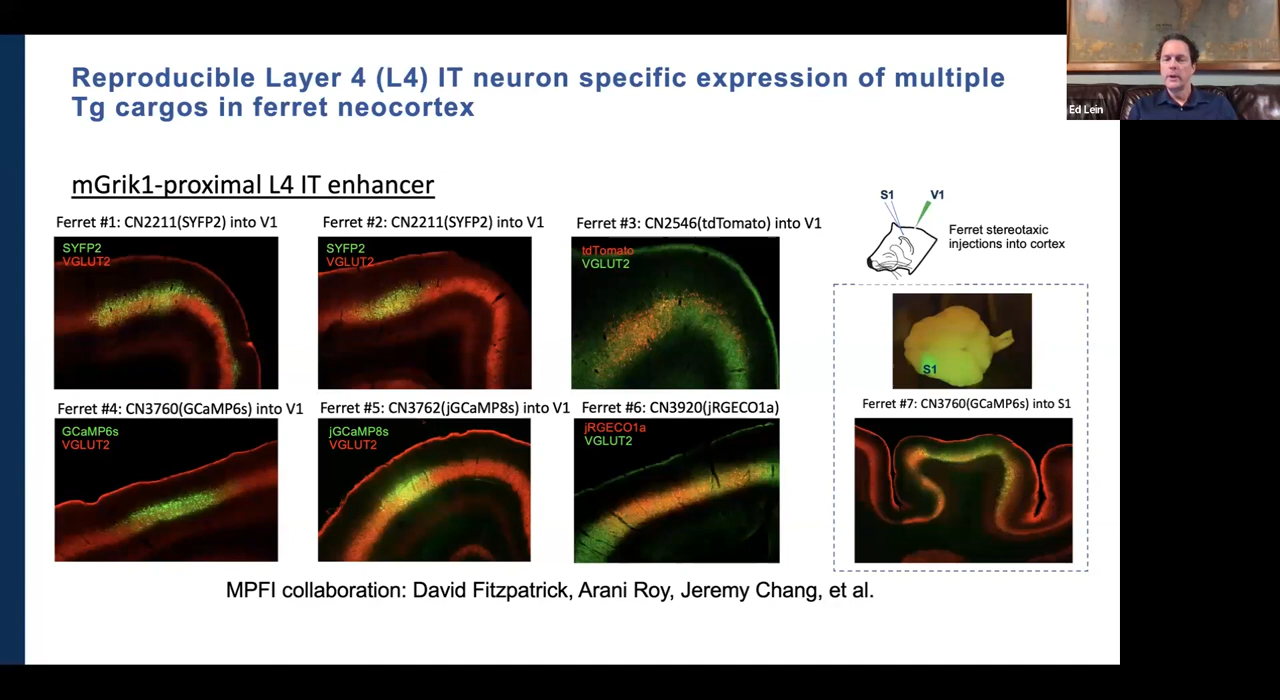 Reproducible Layer 4 (L4) IT neuron specific expression of multiple
Tg cargos in ferret neocortex
Ed Lein
mGrik1-proximal L4 IT enhancer
Ferret #1: CN2211(SYFP2) into V1
SYFP2
VGLUT2
Ferret #2: CN2211(SYFP2) into V1
SYFP2
VGLUT2
Ferret #3: CN2546(tdTomato) into V1
tdTomato
VGLUT2
S1
V1
Ferret stereotaxic
injections into cortex
Ferret #4: CN3760(GCaMP6s) into V1
GCaMP6s
VGLUT2
Ferret #5: CN3762(jGCaMP8s) into V1
jGCaMP8s
VGLUT2
Ferret #6: CN3920(jRGECO1a)
jRGECO1a
VGLUT2
S1
Ferret #7: CN3760(GCaMP6s) into S1
MPFI collaboration: David Fitzpatrick, Arani Roy, Jeremy Chang, et al.